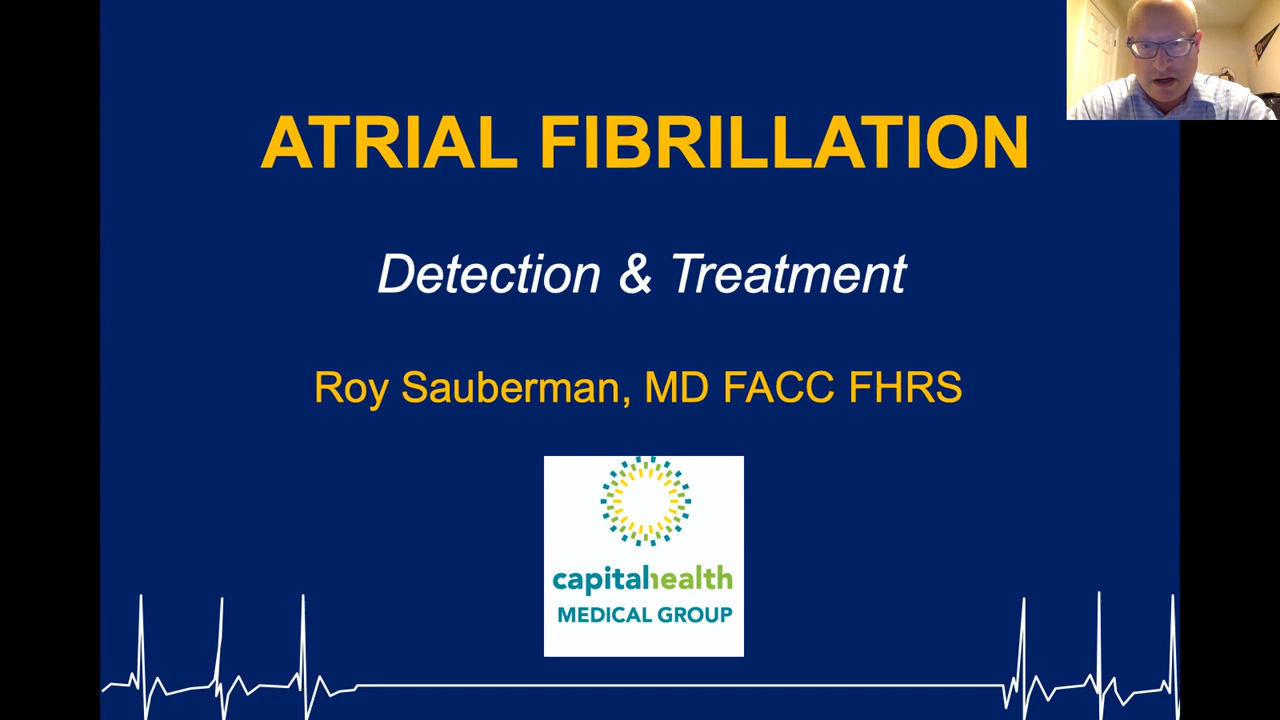 ATRIAL FIBRILLATION
Detection & Treatment
Roy Sauberman, MD FACC FHRS
capitalhealth
MEDICAL GROUP